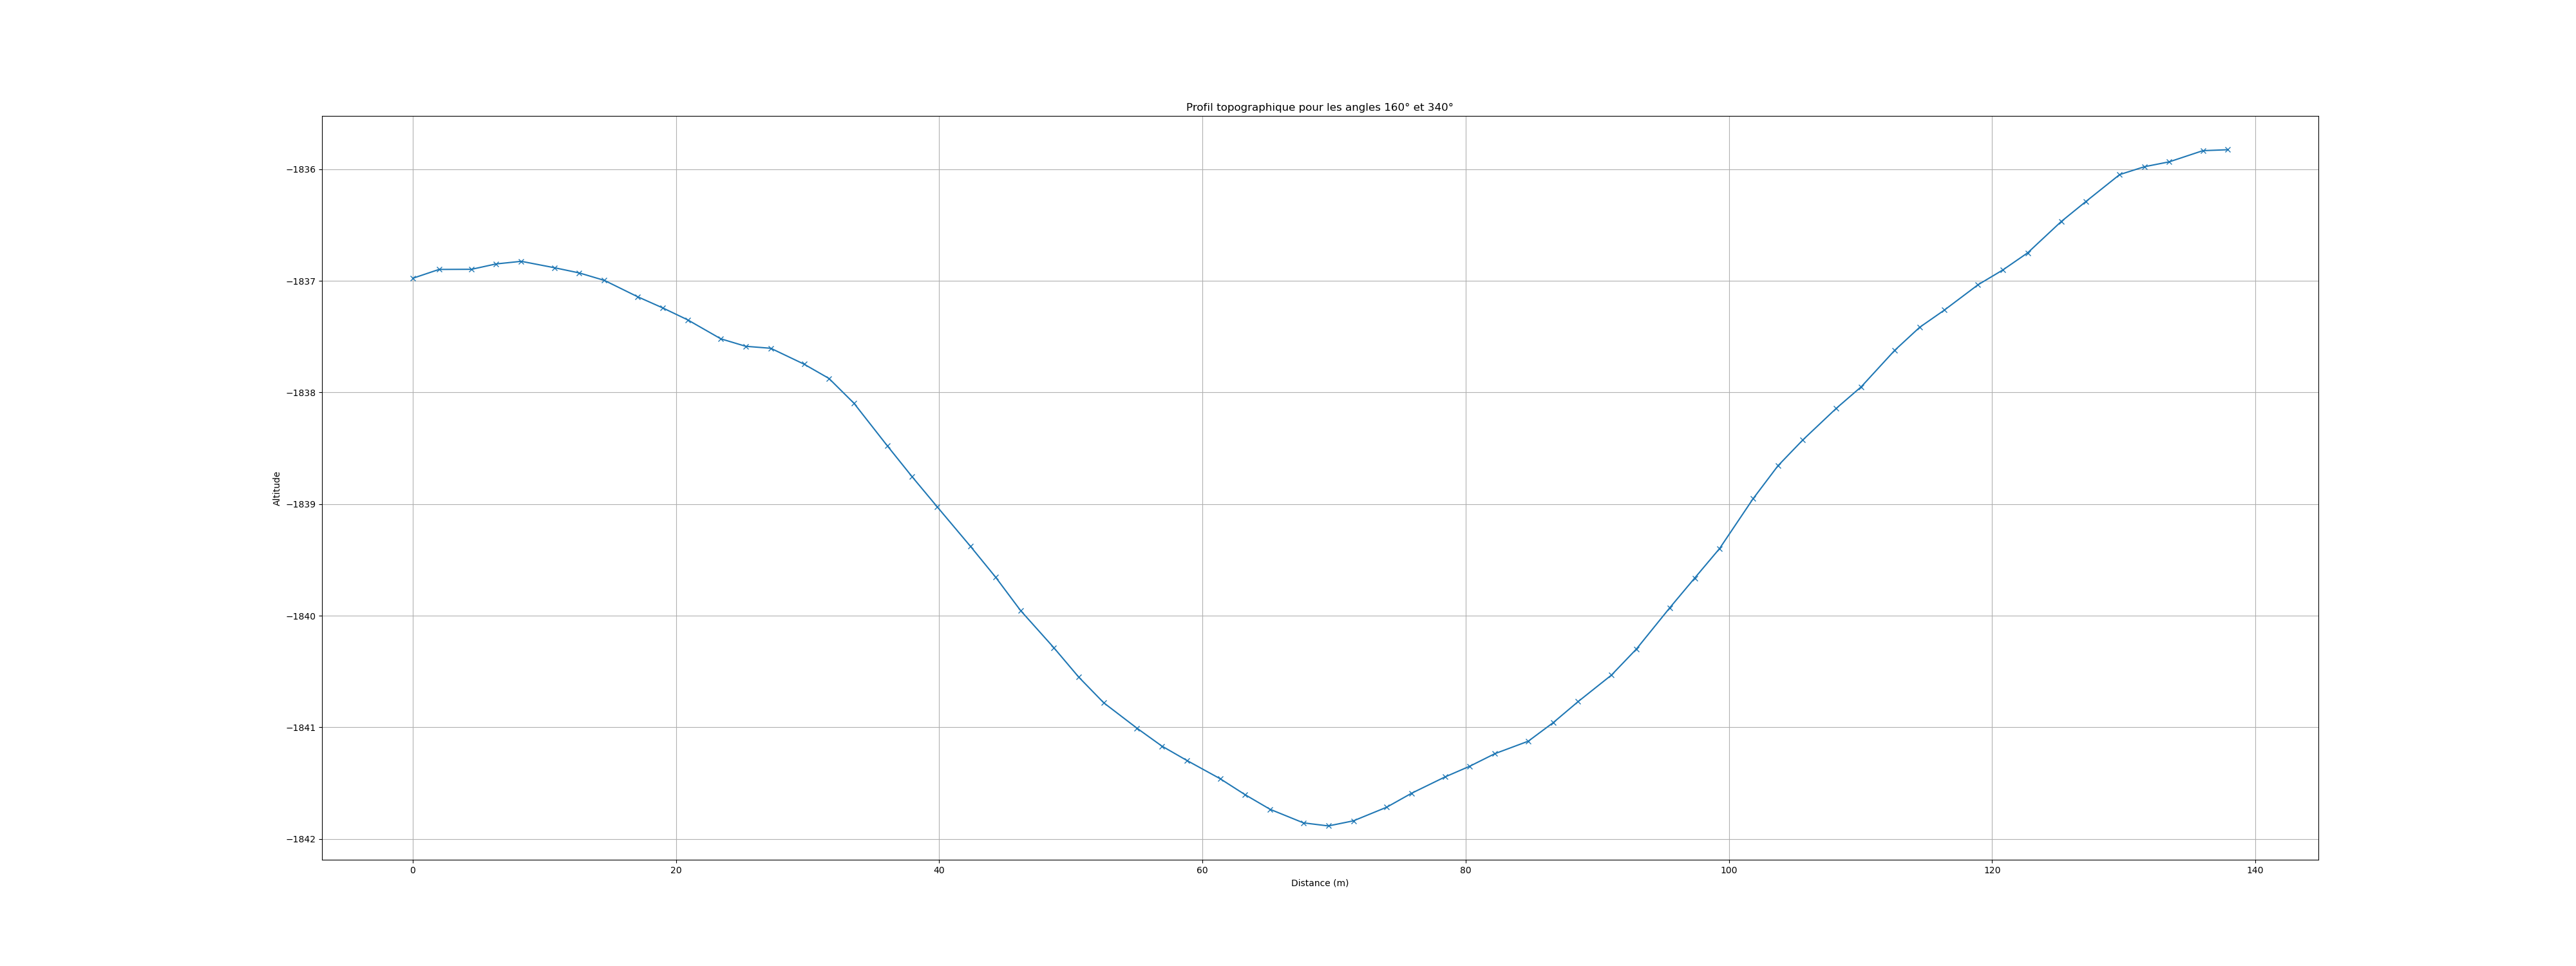 Profil topographique pour les angles 160° et 340°
Altitude
−1836
−1837
−1838
−1839
−1840
−1841
−1842
0 20 40 60 80 100 120 140
Distance (m)